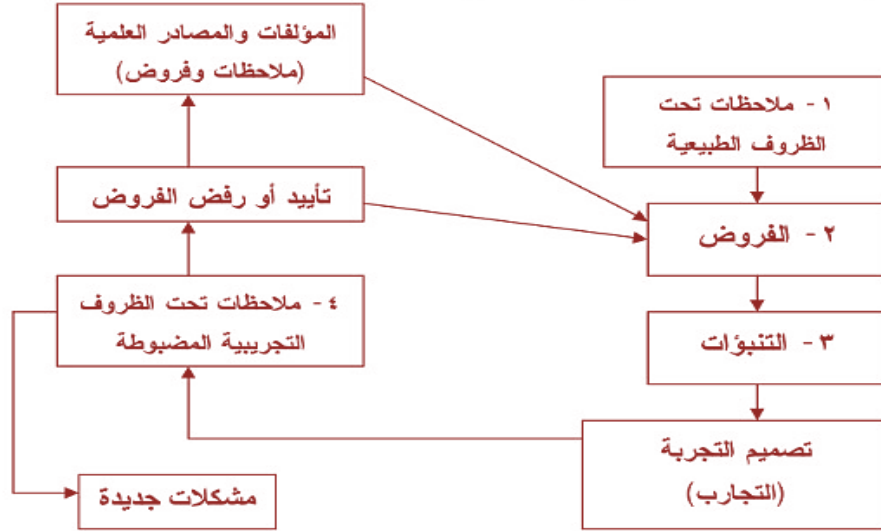 المؤلفات والمصادر العلمية
(ملاحظات وفروض)
١ - ملاحظات تحت
الظروف الطبيعية
تأييد أو رفض الفروض
٢ - الفروض
٤ - ملاحظات تحت الظروف
التجريبية المضبوطة
٣ - التنبؤات
تصميم التجربة
(التجارب)
مشكلات جديدة